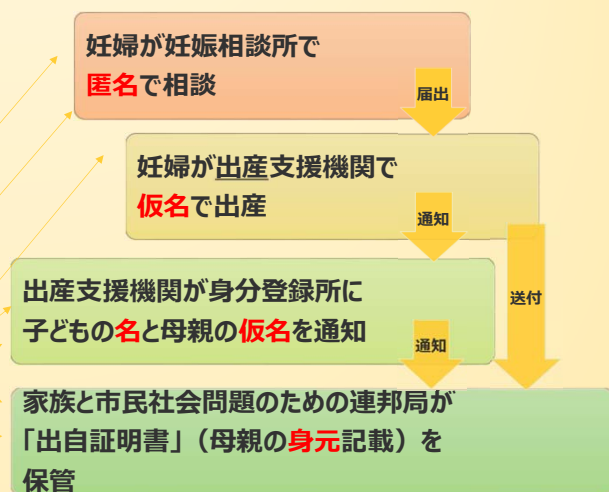 妊婦が妊娠相談所で
匿名で相談
届出
妊婦が出産支援機関で
仮名で出産
通知
送付
出産支援機関が身分登録所に
子どもの名と母親の仮名を通知
通知
家族と市民社会問題のための連邦局が
「出自証明書」（母親の身元記載）を
保管